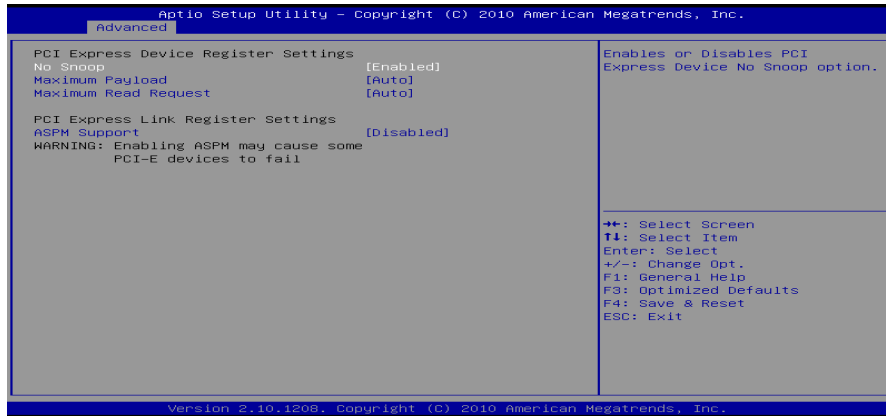 Aptio Setup Utility – Copyright (C) 2010 American Megatrends, Inc.
Advanced
PCI Express Device Register Settings
No Snoop [Enabled]
Maximum Payload [Auto]
Maximum Read Request [Auto]
PCI Express Link Register Settings
ASPM Support [Disabled]
WARNING: Enabling ASPM may cause some
PCI-E devices to fail
Enables or Disables PCI
Express Device No Snoop option.
→←: Select Screen
↑↓: Select Item
Enter: Select
+/-: Change Opt.
F1: General Help
F3: Optimized Defaults
F4: Save & Reset
ESC: Exit
Version 2.10.1208. Copyright (C) 2010 American Megatrends, Inc.